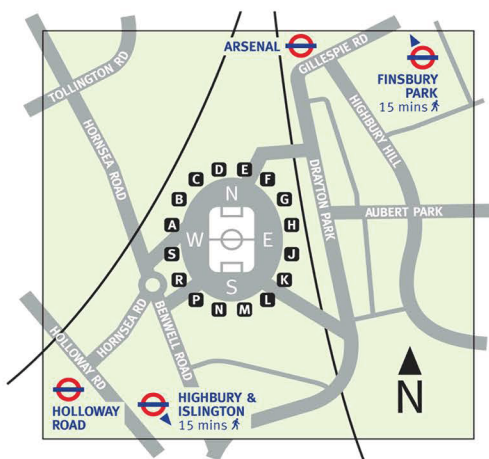 ARSENAL
GILLESPIE RD
FINSBURY
PARK
15 mins
TOLLINGTON RD
HORNSEA ROAD
HIGHBURY HILL
DRAYTON PARK
AUBERT PARK
D
E
C
F
B
G
N
A
H
W
E
S
J
R
K
S
P
L
N
M
HORNSEA RD
BENWELL ROAD
HOLLOWAY RD
HOLLOWAY
ROAD
HIGHBURY &
ISLINGTON
15 mins
N